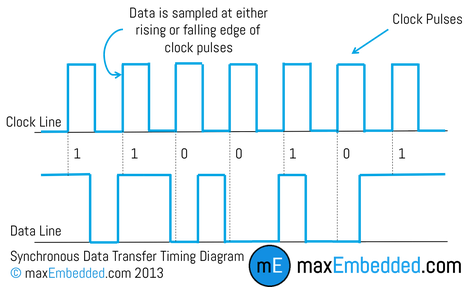 Data is sampled at either
rising or falling edge of
clock pulses
Clock Pulses
Clock Line
1 1 0 0 1 0 1
Data Line
Synchronous Data Transfer Timing Diagram
© maxEmbedded.com 2013
mE maxEmbedded.com